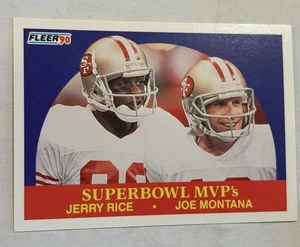 FLEER '90
SUPERBOWL MVP's
JERRY RICE • JOE MONTANA